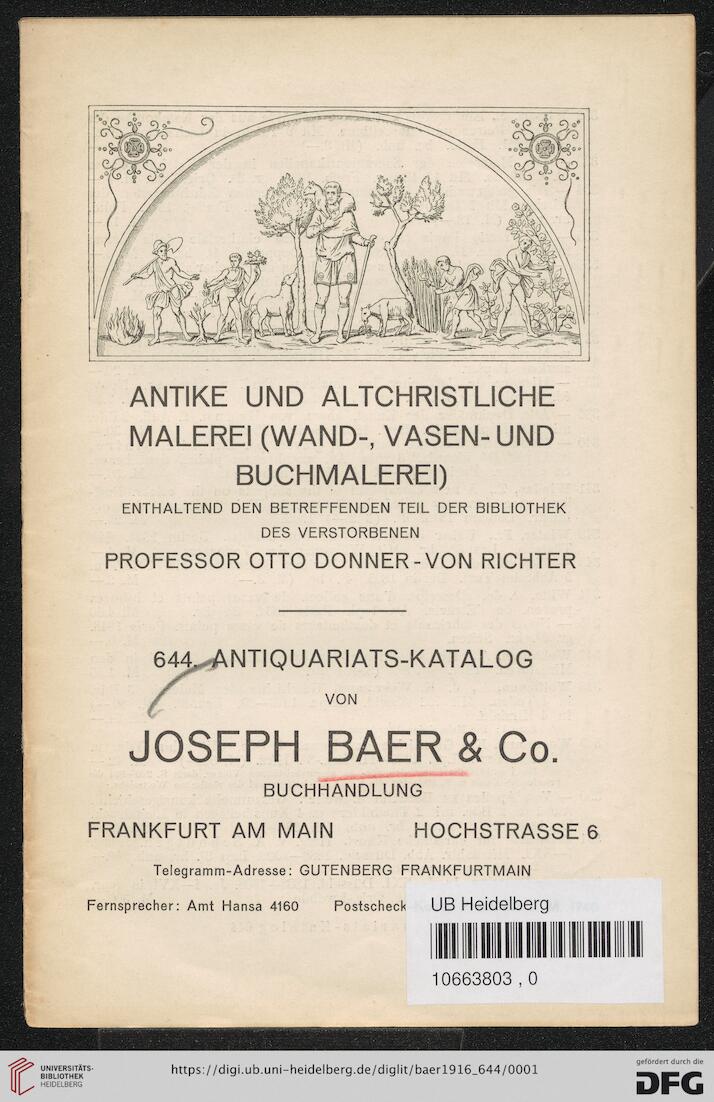 ANTIKE UND ALTCHRISTLICHE
MALEREI (WAND-, VASEN- UND
BUCHMALEREI)
ENTHALTEND DEN BETREFFENDEN TEIL DER BIBLIOTHEK
DES VERSTORBENEN
PROFESSOR OTTO DONNER - VON RICHTER
644. ANTIQUARIATS-KATALOG
VON
JOSEPH BAER & Co.
BUCHHANDLUNG
FRANKFURT AM MAIN HOCHSTRASSE 6
Telegramm-Adresse: GUTENBERG FRANKFURTMAIN
Fernsprecher: Amt Hansa 4160 Postscheck
UB Heidelberg
10663803 , 0
UNIVERSITÄTS-
BIBLIOTHEK
HEIDELBERG
https://digi.ub.uni-heidelberg.de/diglit/baer1916_644/0001
gefördert durch die
DFG